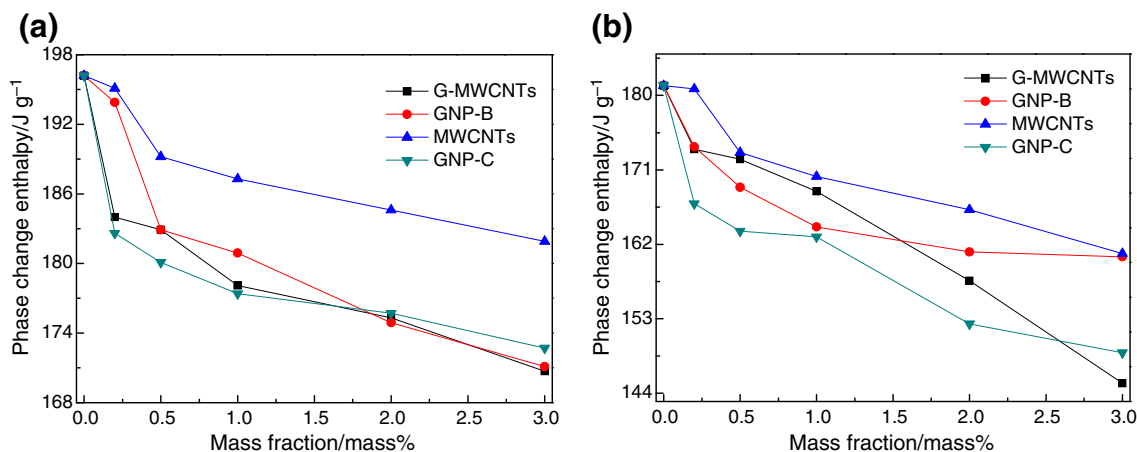 (a)
198
192
186
180
174
168
Phase change enthalpy/J g⁻¹
G-MWCNTs
GNP-B
MWCNTs
GNP-C
0.0 0.5 1.0 1.5 2.0 2.5 3.0
Mass fraction/mass%
(b)
180
171
162
153
144
Phase change enthalpy/J g⁻¹
G-MWCNTs
GNP-B
MWCNTs
GNP-C
0.0 0.5 1.0 1.5 2.0 2.5 3.0
Mass fraction/mass%